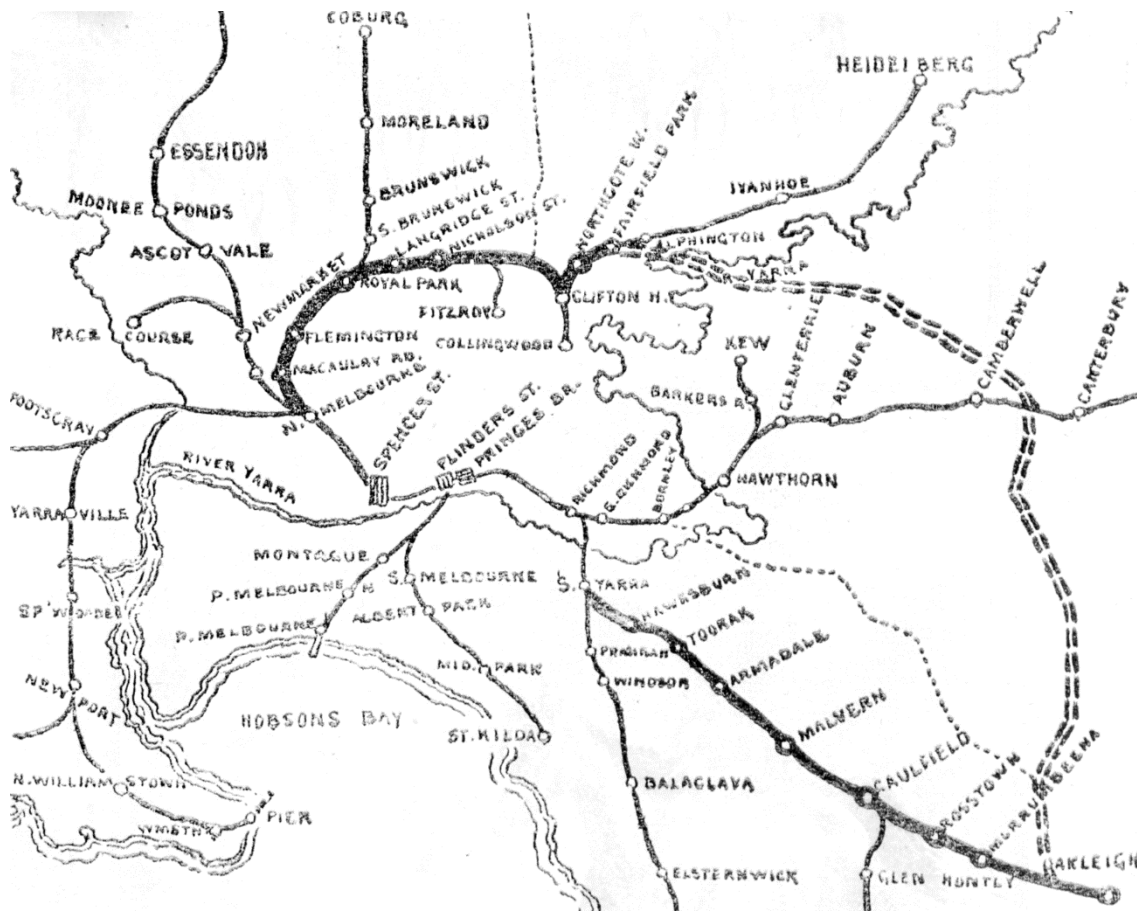 COBURG
HEIDELBERG
MORELAND
ESSENDON
NORTHCOTE W.
FAIRFIELD PARK
BRUNSWICK
IVANHOE
MOONEE PONDS
S. BRUNSWICK
LANGRIDGE ST.
NICHOLSON ST.
ASCOT VALE
ALPHINGTON
NEWMARKET
ROYAL PARK
R. YARRA
CLIFTON H.
FITZROY
RACE COURSE
FLEMINGTON
COLLINGWOOD
KEW
GLENFERRIE
AUBURN
CAMBERWELL
CANTERBURY
MACAULAY RD.
N. MELBOURNE
BARKERS R.
FOOTSCRAY
SPENCER ST.
FLINDERS ST.
PRINCES BR.
RIVER YARRA
RICHMOND
E. RICHMOND
BURNLEY
HAWTHORN
YARRAVILLE
MONTAGUE
P. MELBOURNE N
S. MELBOURNE
S. YARRA
HAWKSBURN
TOORAK
P. MELBOURNE
ALBERT PARK
PRAHRAN
ARMADALE
MID. PARK
WINDSOR
NEWPORT
HOBSONS BAY
ST. KILDA
MALVERN
N. WILLIAMSTOWN
BALACLAVA
CAULFIELD
ROSSTOWN
MURRUMBEENA
PIER
ELSTERNWICK
GLEN HUNTLY
OAKLEIGH